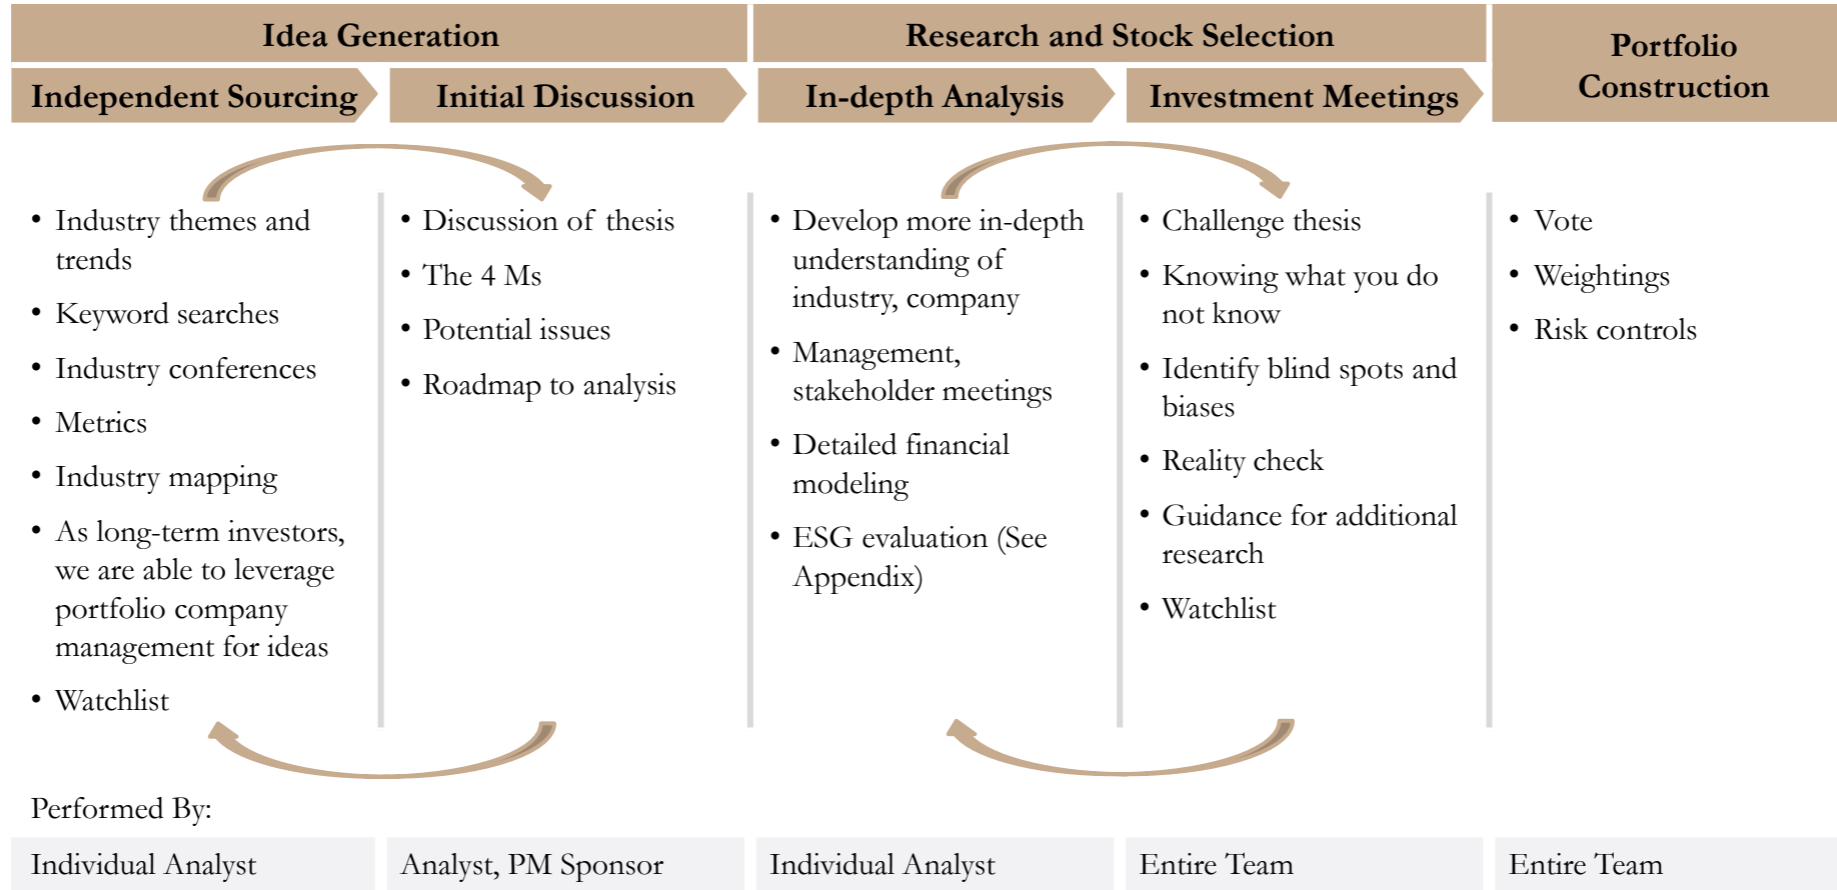 Idea Generation
Research and Stock Selection
Portfolio
Construction
Independent Sourcing
Initial Discussion
In-depth Analysis
Investment Meetings
• Industry themes and
trends
• Keyword searches
• Industry conferences
• Metrics
• Industry mapping
• As long-term investors,
we are able to leverage
portfolio company
management for ideas
• Watchlist
• Discussion of thesis
• The 4 Ms
• Potential issues
• Roadmap to analysis
• Develop more in-depth
understanding of
industry, company
• Management,
stakeholder meetings
• Detailed financial
modeling
• ESG evaluation (See
Appendix)
• Challenge thesis
• Knowing what you do
not know
• Identify blind spots and
biases
• Reality check
• Guidance for additional
research
• Watchlist
• Vote
• Weightings
• Risk controls
Performed By:
Individual Analyst
Analyst, PM Sponsor
Individual Analyst
Entire Team
Entire Team